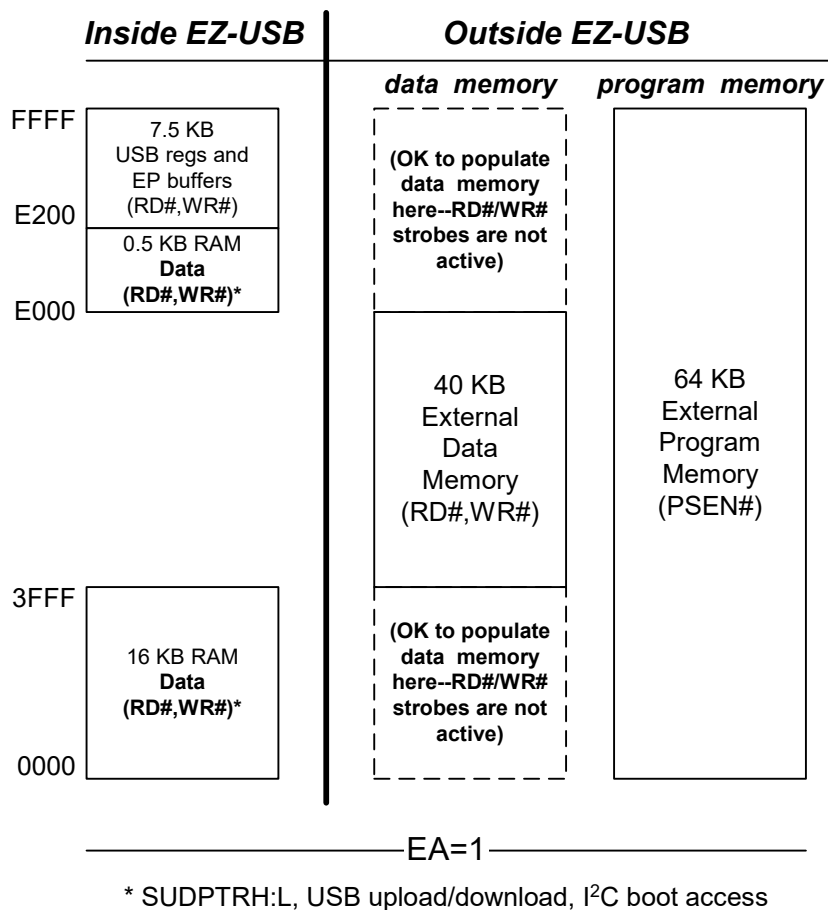 Inside EZ-USB
Outside EZ-USB
data memory
program memory
FFFF
7.5 KB
USB regs and
EP buffers
(RD#,WR#)
E200
0.5 KB RAM
Data
(RD#,WR#)*
E000
(OK to populate
data memory
here--RD#/WR#
strobes are not
active)
40 KB
External
Data
Memory
(RD#,WR#)
64 KB
External
Program
Memory
(PSEN#)
3FFF
16 KB RAM
Data
(RD#,WR#)*
0000
(OK to populate
data memory
here--RD#/WR#
strobes are not
active)
EA=1
* SUDPTRH:L, USB upload/download, I²C boot access